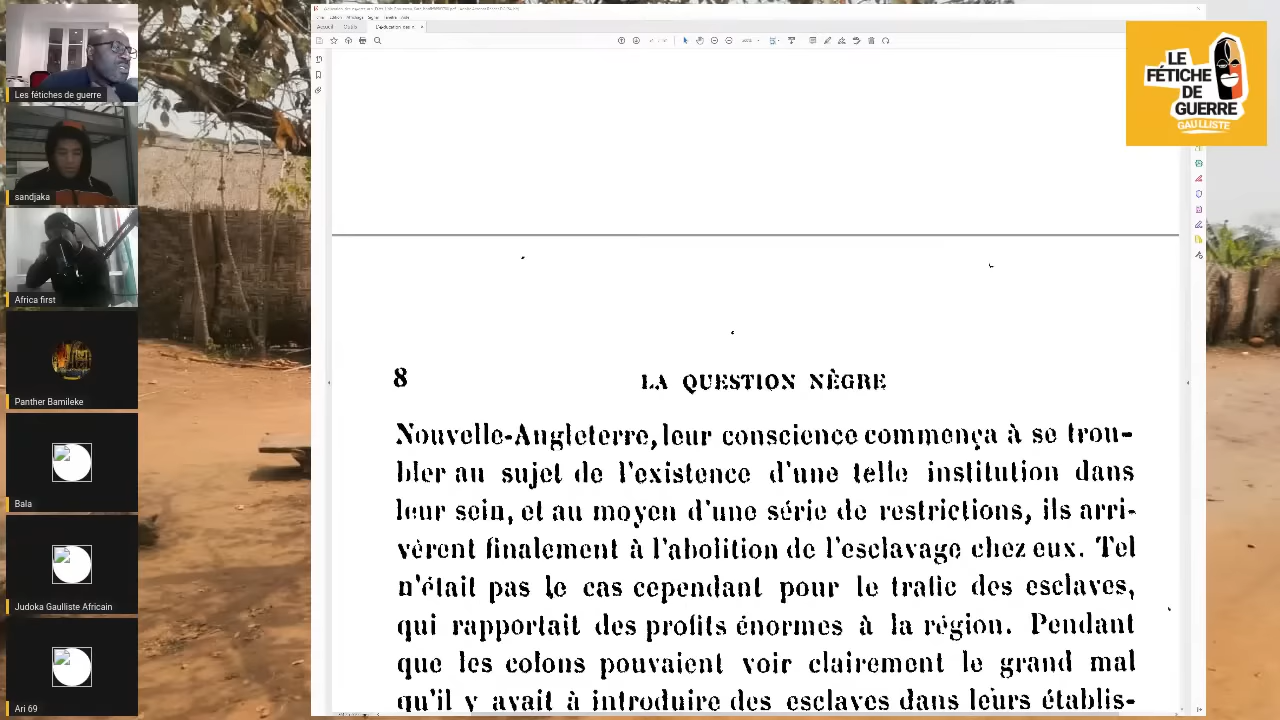 Accueil
Outils
L'éducation des n
LE
FÉTICHE
DE
GUERRE
GAULLISTE
Les fétiches de guerre
sandjaka
Africa first
Panther Bamileke
Bala
Judoka Gaulliste Africain
Ari 69
8
LA QUESTION NÈGRE
Nouvelle-Angleterre, leur conscience commença à se trou-
bler au sujet de l'existence d'une telle institution dans
leur sein, et au moyen d'une série de restrictions, ils arri-
vèrent finalement à l'abolition de l'esclavage chez eux. Tel
n'était pas le cas cependant pour le trafic des esclaves,
qui rapportait des profits énormes à la région. Pendant
que les colons pouvaient voir clairement le grand mal
qu'il y avait à introduire des esclaves dans leurs établis-